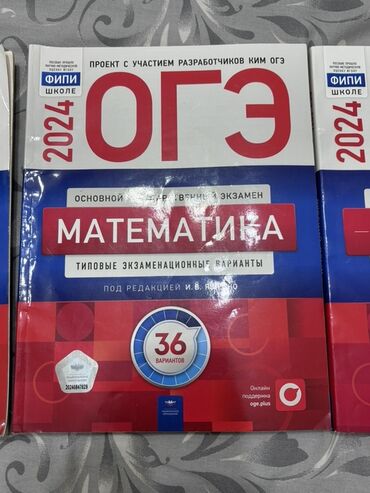 ПРОЕКТ С УЧАСТИЕМ РАЗРАБОТЧИКОВ КИМ ОГЭ
ФИПИ
ШКОЛЕ
2024
ОГЭ
ОСНОВНОЙ ЭКЗАМЕН
МАТЕМАТИКА
ТИПОВЫЕ ЭКЗАМЕНАЦИОННЫЕ ВАРИАНТЫ
ПОД РЕДАКЦИЕЙ И.В.
36
ВАРИАНТОВ
Онлайн
поддержка
oge.plus
ФИПИ
ШКОЛЕ
2024